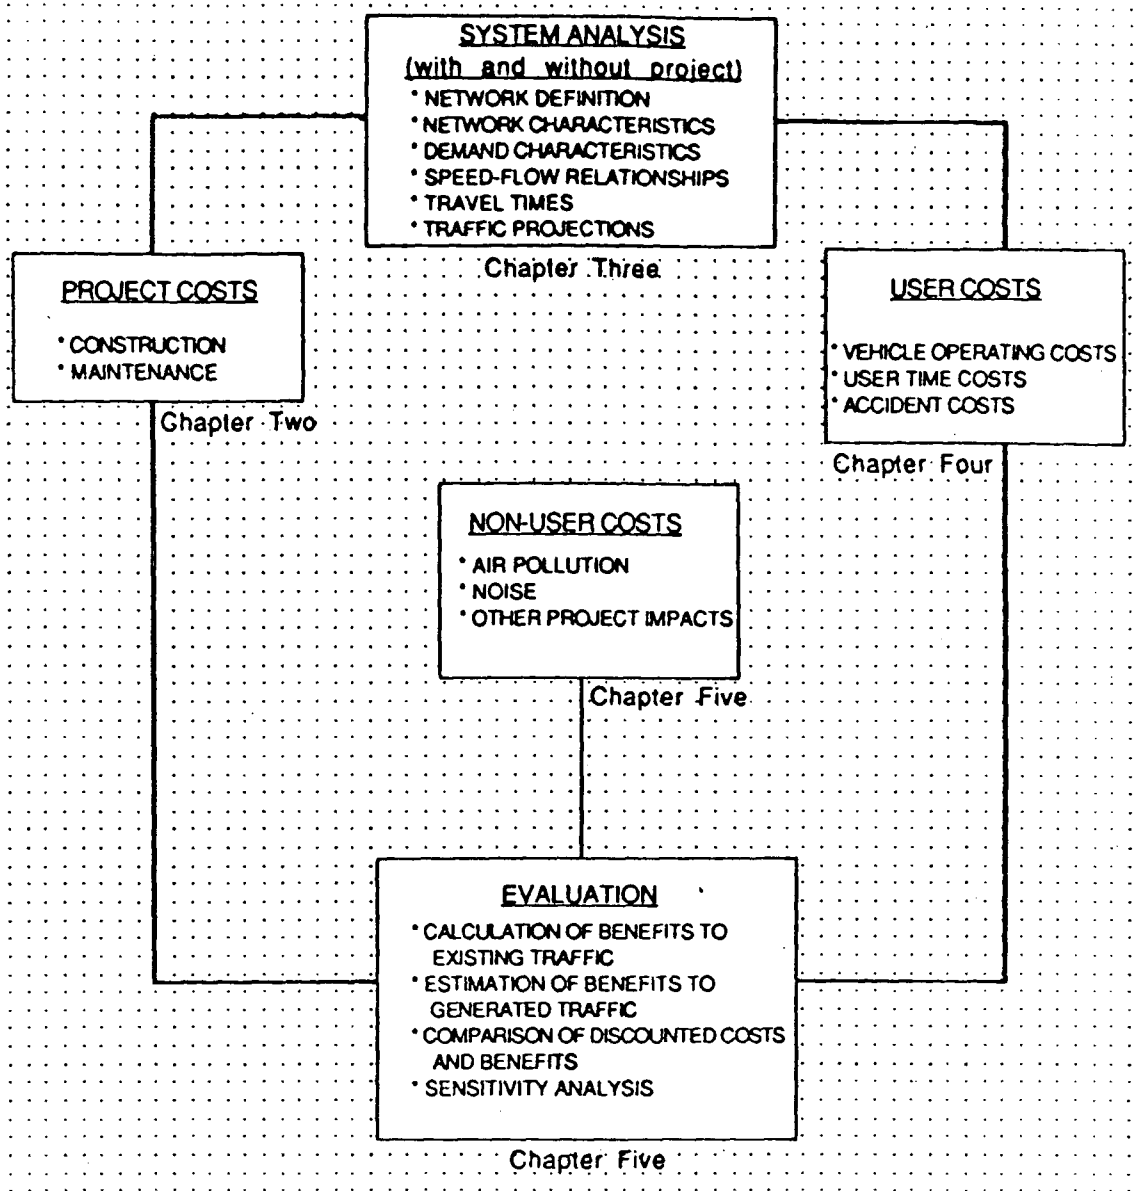 SYSTEM ANALYSIS
(with and without project)
* NETWORK DEFINITION
* NETWORK CHARACTERISTICS
* DEMAND CHARACTERISTICS
* SPEED-FLOW RELATIONSHIPS
* TRAVEL TIMES
* TRAFFIC PROJECTIONS
Chapter Three
PROJECT COSTS
* CONSTRUCTION
* MAINTENANCE
Chapter Two
USER COSTS
* VEHICLE OPERATING COSTS
* USER TIME COSTS
* ACCIDENT COSTS
Chapter Four
NON-USER COSTS
* AIR POLLUTION
* NOISE
* OTHER PROJECT IMPACTS
Chapter Five
EVALUATION
* CALCULATION OF BENEFITS TO
EXISTING TRAFFIC
* ESTIMATION OF BENEFITS TO
GENERATED TRAFFIC
* COMPARISON OF DISCOUNTED COSTS
AND BENEFITS
* SENSITIVITY ANALYSIS
Chapter Five